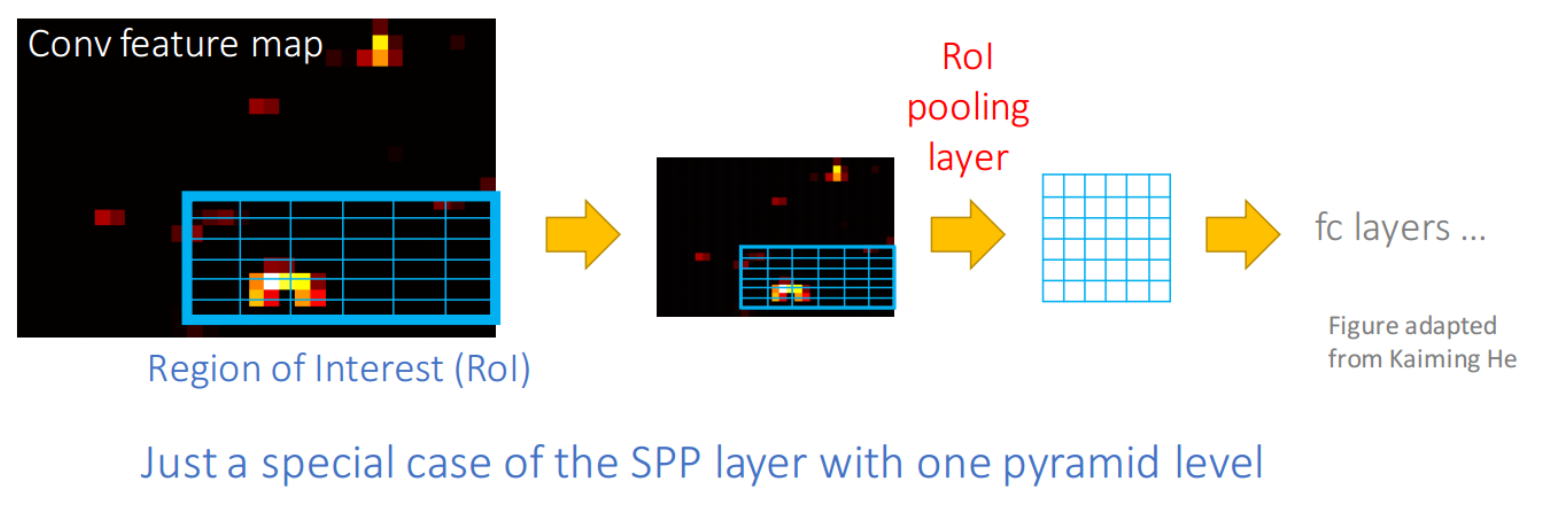 Conv feature map
RoI
pooling
layer
fc layers ...
Region of Interest (RoI)
Figure adapted
from Kaiming He
Just a special case of the SPP layer with one pyramid level